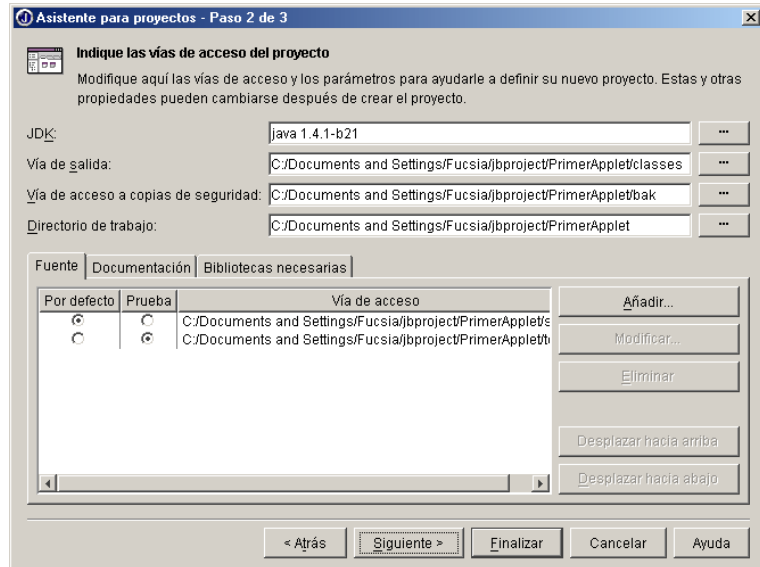 Asistente para proyectos - Paso 2 de 3
Indique las vías de acceso del proyecto
Modifique aquí las vías de acceso y los parámetros para ayudarle a definir su nuevo proyecto. Estas y otras
propiedades pueden cambiarse después de crear el proyecto.
JDK: java 1.4.1-b21 ...
Vía de salida: C:/Documents and Settings/Fucsia/jbproject/PrimerApplet/classes ...
Vía de acceso a copias de seguridad: C:/Documents and Settings/Fucsia/jbproject/PrimerApplet/bak ...
Directorio de trabajo: C:/Documents and Settings/Fucsia/jbproject/PrimerApplet ...
Fuente Documentación Bibliotecas necesarias
Por defecto Prueba Vía de acceso
C:/Documents and Settings/Fucsia/jbproject/PrimerApplet/s
C:/Documents and Settings/Fucsia/jbproject/PrimerApplet/t
Añadir...
Modificar...
Eliminar
Desplazar hacia arriba
Desplazar hacia abajo
< Atrás Siguiente > Finalizar Cancelar Ayuda